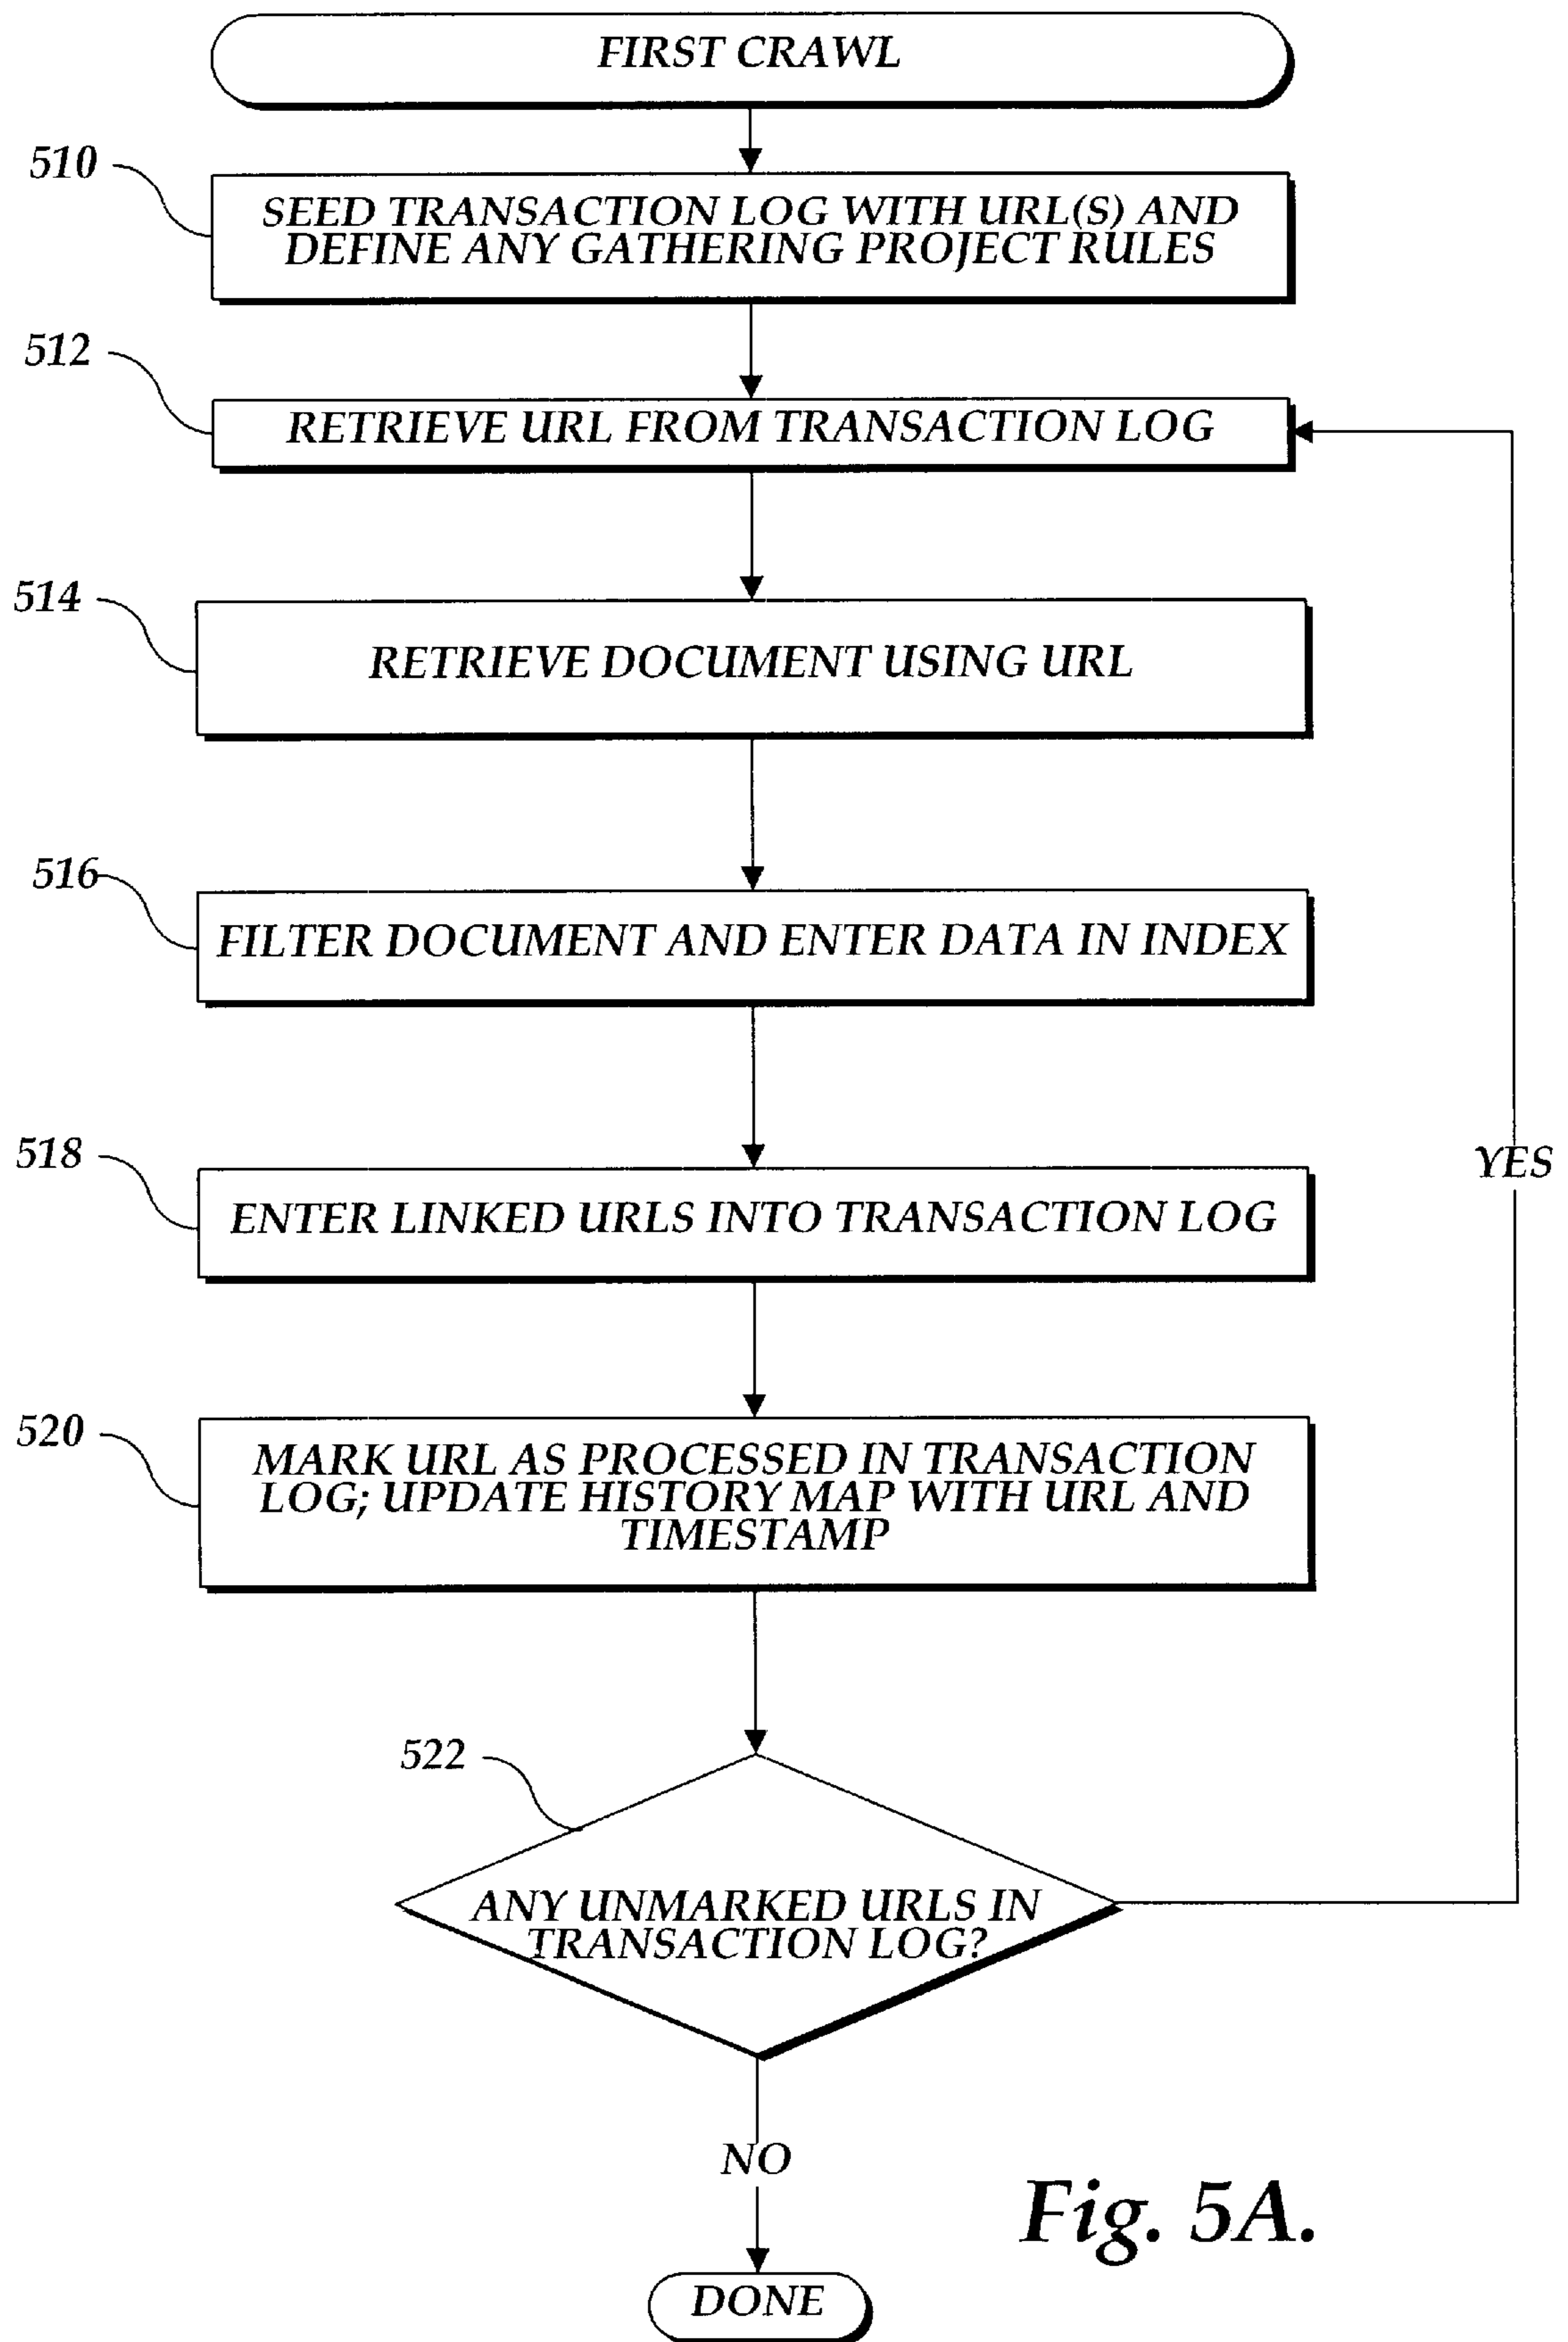 FIRST CRAWL
510
SEED TRANSACTION LOG WITH URL(S) AND
DEFINE ANY GATHERING PROJECT RULES
512
RETRIEVE URL FROM TRANSACTION LOG
514
RETRIEVE DOCUMENT USING URL
516
FILTER DOCUMENT AND ENTER DATA IN INDEX
518
ENTER LINKED URLS INTO TRANSACTION LOG
YES
520
MARK URL AS PROCESSED IN TRANSACTION
LOG; UPDATE HISTORY MAP WITH URL AND
TIMESTAMP
522
ANY UNMARKED URLS IN
TRANSACTION LOG?
NO
Fig. 5A.
DONE